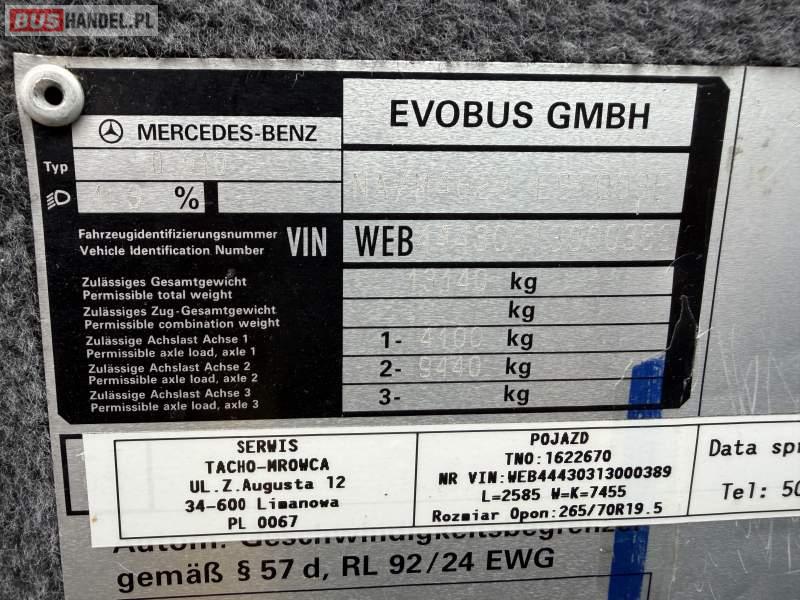 BUSHANDEL.PL
EVOBUS GMBH
MERCEDES-BENZ
Typ
%
Fahrzeugidentifizierungsnummer
Vehicle Identification Number VIN WEB
Zulässiges Gesamtgewicht
Permissible total weight 13140 kg
Zulässiges Zug-Gesamtgewicht
Permissible combination weight kg
Zulässige Achslast Achse 1
Permissible axle load, axle 1 1- 4100 kg
Zulässige Achslast Achse 2
Permissible axle load, axle 2 2- 9440 kg
Zulässige Achslast Achse 3
Permissible axle load, axle 3 3- kg
SERWIS
TACHO-MROWCA
UL.Z.Augusta 12
34-600 Limanowa
PL 0067
POJAZD
TNO:1622670
NR VIN:WEB44430313000389
L=2585 W=K=7455
Rozmiar Opon:265/70R19.5
Data
Tel: 50
Autom. Geschwindigkeitsbegrenzer
gemäß § 57 d, RL 92/24 EWG